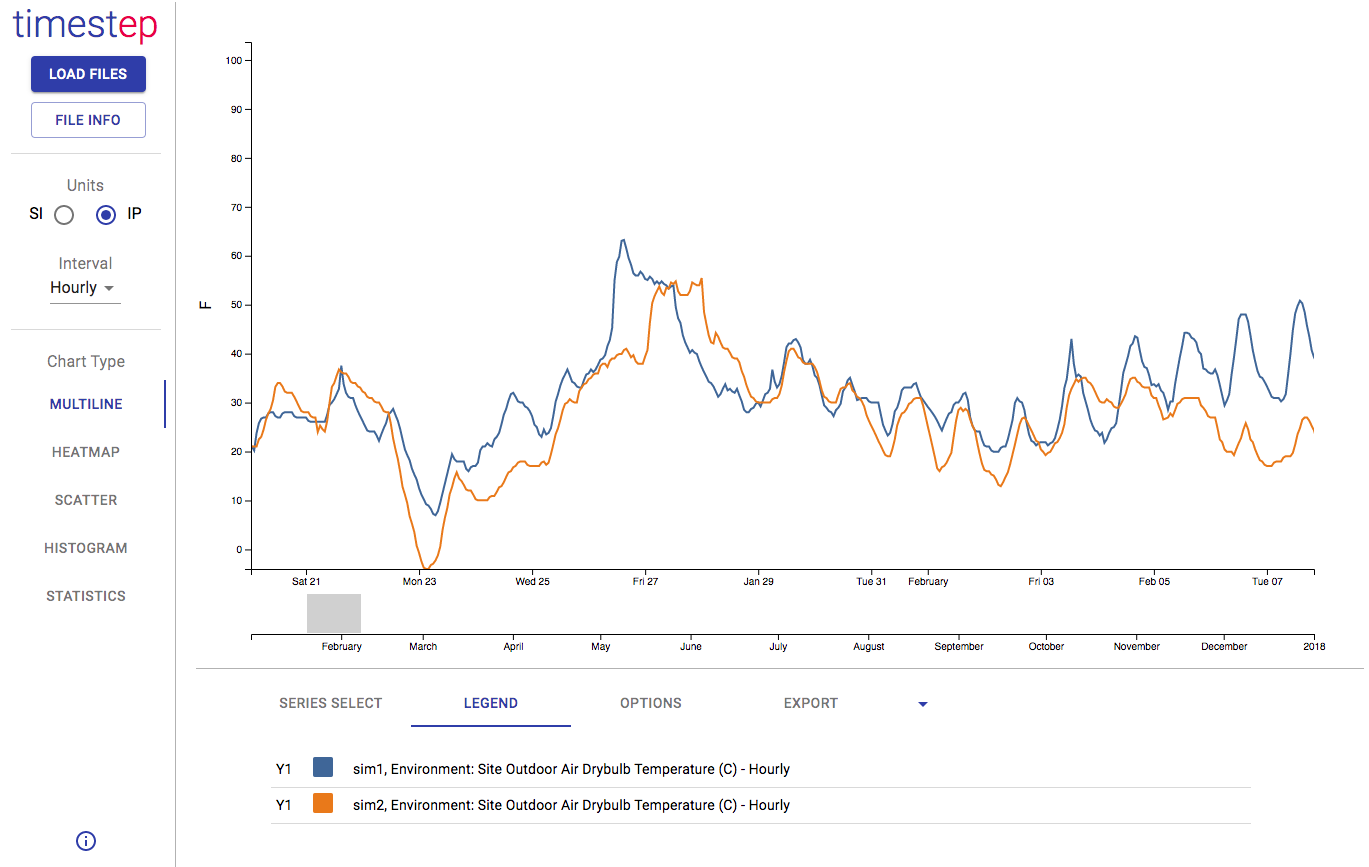 timestep
LOAD FILES
FILE INFO
Units
SI IP
Interval
Hourly
Chart Type
MULTILINE
HEATMAP
SCATTER
HISTOGRAM
STATISTICS
100
90
80
70
60
50
40
30
20
10
0
F
Sat 21 Mon 23 Wed 25 Fri 27 Jan 29 Tue 31 February Fri 03 Feb 05 Tue 07
February March April May June July August September October November December 2018
SERIES SELECT LEGEND OPTIONS EXPORT
Y1 sim1, Environment: Site Outdoor Air Drybulb Temperature (C) - Hourly
Y1 sim2, Environment: Site Outdoor Air Drybulb Temperature (C) - Hourly